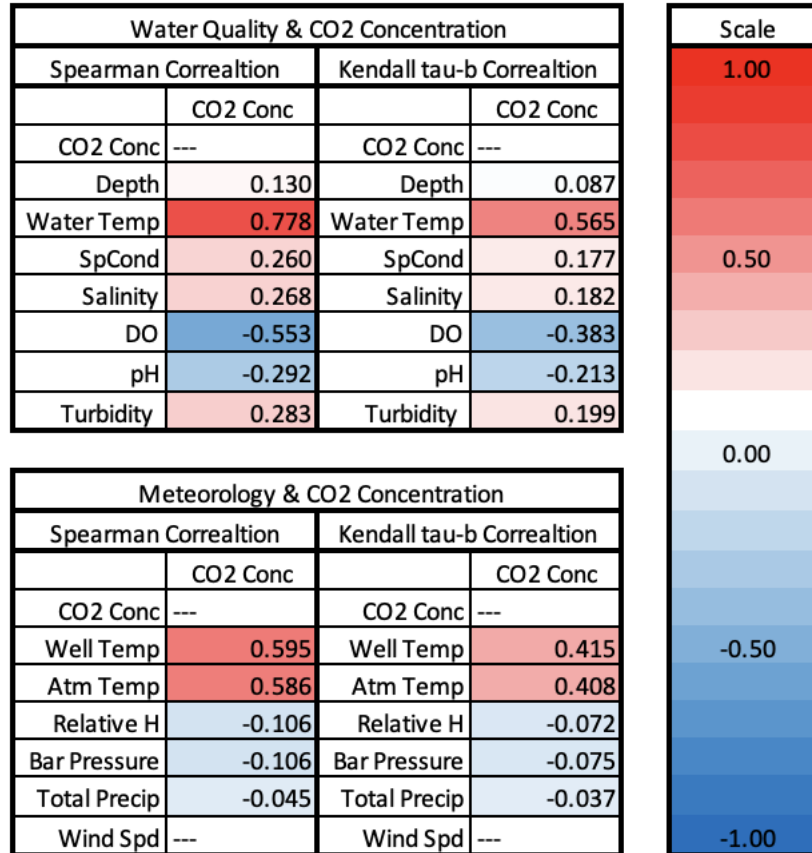 Water Quality & CO2 Concentration
Spearman Correaltion Kendall tau-b Correaltion
CO2 Conc CO2 Conc
CO2 Conc --- CO2 Conc ---
Depth 0.130 Depth 0.087
Water Temp 0.778 Water Temp 0.565
SpCond 0.260 SpCond 0.177
Salinity 0.268 Salinity 0.182
DO -0.553 DO -0.383
pH -0.292 pH -0.213
Turbidity 0.283 Turbidity 0.199
Meteorology & CO2 Concentration
Spearman Correaltion Kendall tau-b Correaltion
CO2 Conc CO2 Conc
CO2 Conc --- CO2 Conc ---
Well Temp 0.595 Well Temp 0.415
Atm Temp 0.586 Atm Temp 0.408
Relative H -0.106 Relative H -0.072
Bar Pressure -0.106 Bar Pressure -0.075
Total Precip -0.045 Total Precip -0.037
Wind Spd --- Wind Spd ---
Scale
1.00
0.50
0.00
-0.50
-1.00